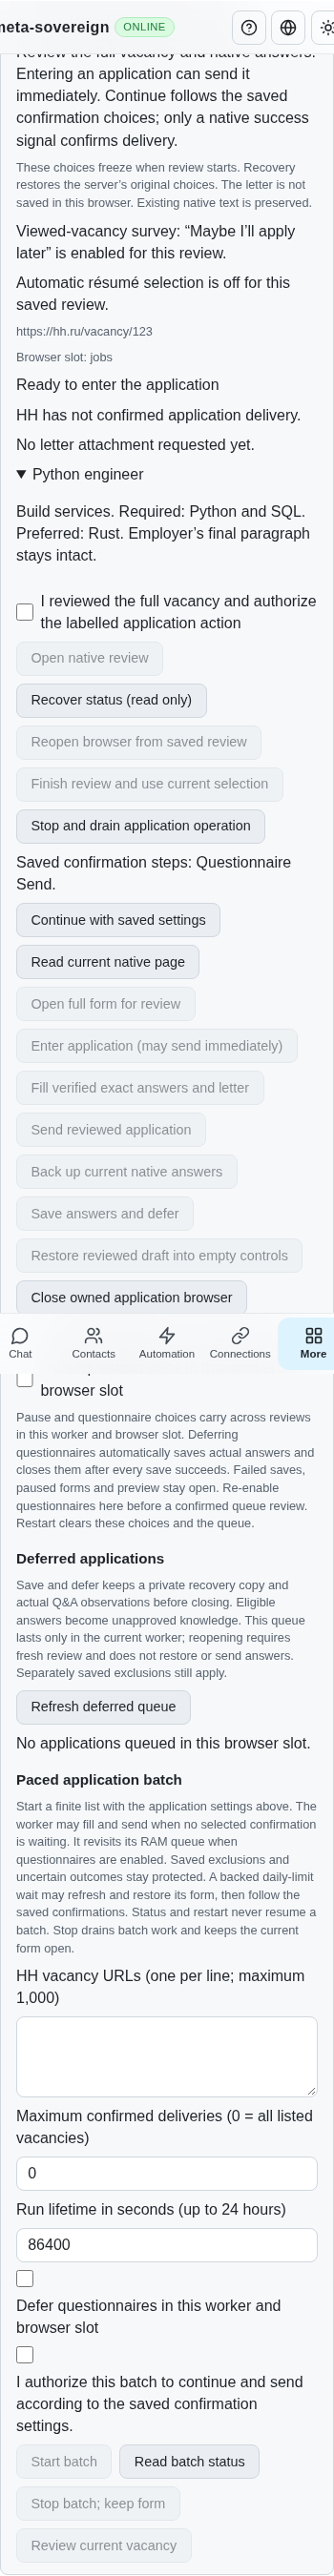 meta-sovereign ONLINE
Review the full vacancy and native answers.
Entering an application can send it
immediately. Continue follows the saved
confirmation choices; only a native success
signal confirms delivery.
These choices freeze when review starts. Recovery
restores the server’s original choices. The letter is not
saved in this browser. Existing native text is preserved.
Viewed-vacancy survey: “Maybe I’ll apply
later” is enabled for this review.
Automatic résumé selection is off for this
saved review.
https://hh.ru/vacancy/123
Browser slot: jobs
Ready to enter the application
HH has not confirmed application delivery.
No letter attachment requested yet.
Python engineer
Build services. Required: Python and SQL.
Preferred: Rust. Employer’s final paragraph
stays intact.
I reviewed the full vacancy and authorize
the labelled application action
Open native review
Recover status (read only)
Reopen browser from saved review
Finish review and use current selection
Stop and drain application operation
Saved confirmation steps: Questionnaire
Send.
Continue with saved settings
Read current native page
Open full form for review
Enter application (may send immediately)
Fill verified exact answers and letter
Send reviewed application
Back up current native answers
Save answers and defer
Restore reviewed draft into empty controls
Close owned application browser
Chat Contacts Automation Connections More
browser slot
Pause and questionnaire choices carry across reviews
in this worker and browser slot. Deferring
questionnaires automatically saves actual answers and
closes them after every save succeeds. Failed saves,
paused forms and preview stay open. Re-enable
questionnaires here before a confirmed queue review.
Restart clears these choices and the queue.
Deferred applications
Save and defer keeps a private recovery copy and
actual Q&A observations before closing. Eligible
answers become unapproved knowledge. This queue
lasts only in the current worker; reopening requires
fresh review and does not restore or send answers.
Separately saved exclusions still apply.
Refresh deferred queue
No applications queued in this browser slot.
Paced application batch
Start a finite list with the application settings above. The
worker may fill and send when no selected confirmation
is waiting. It revisits its RAM queue when
questionnaires are enabled. Saved exclusions and
uncertain outcomes stay protected. A backed daily-limit
wait may refresh and restore its form, then follow the
saved confirmations. Status and restart never resume a
batch. Stop drains batch work and keeps the current
form open.
HH vacancy URLs (one per line; maximum
1,000)
Maximum confirmed deliveries (0 = all listed
vacancies)
0
Run lifetime in seconds (up to 24 hours)
86400
Defer questionnaires in this worker and
browser slot
I authorize this batch to continue and send
according to the saved confirmation
settings.
Start batch Read batch status
Stop batch; keep form
Review current vacancy